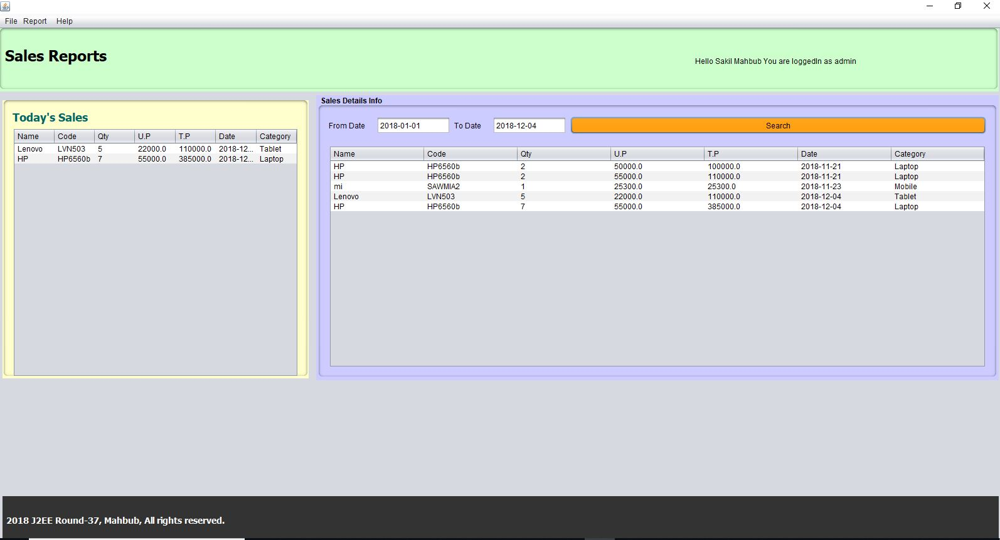 File Report Help
Sales Reports
Hello Sakil Mahbub You are loggedIn as admin
Today's Sales
Name Code Qty U.P T.P Date Category
Lenovo LVN503 5 22000.0 110000.0 2018-12... Tablet
HP HP6560b 7 55000.0 385000.0 2018-12... Laptop
Sales Details Info
From Date 2018-01-01 To Date 2018-12-04 Search
Name Code Qty U.P T.P Date Category
HP HP6560b 2 50000.0 100000.0 2018-11-21 Laptop
HP HP6560b 2 55000.0 110000.0 2018-11-21 Laptop
mi SAWMIA2 1 25300.0 25300.0 2018-11-23 Mobile
Lenovo LVN503 5 22000.0 110000.0 2018-12-04 Tablet
HP HP6560b 7 55000.0 385000.0 2018-12-04 Laptop
2018 J2EE Round-37, Mahbub, All rights reserved.